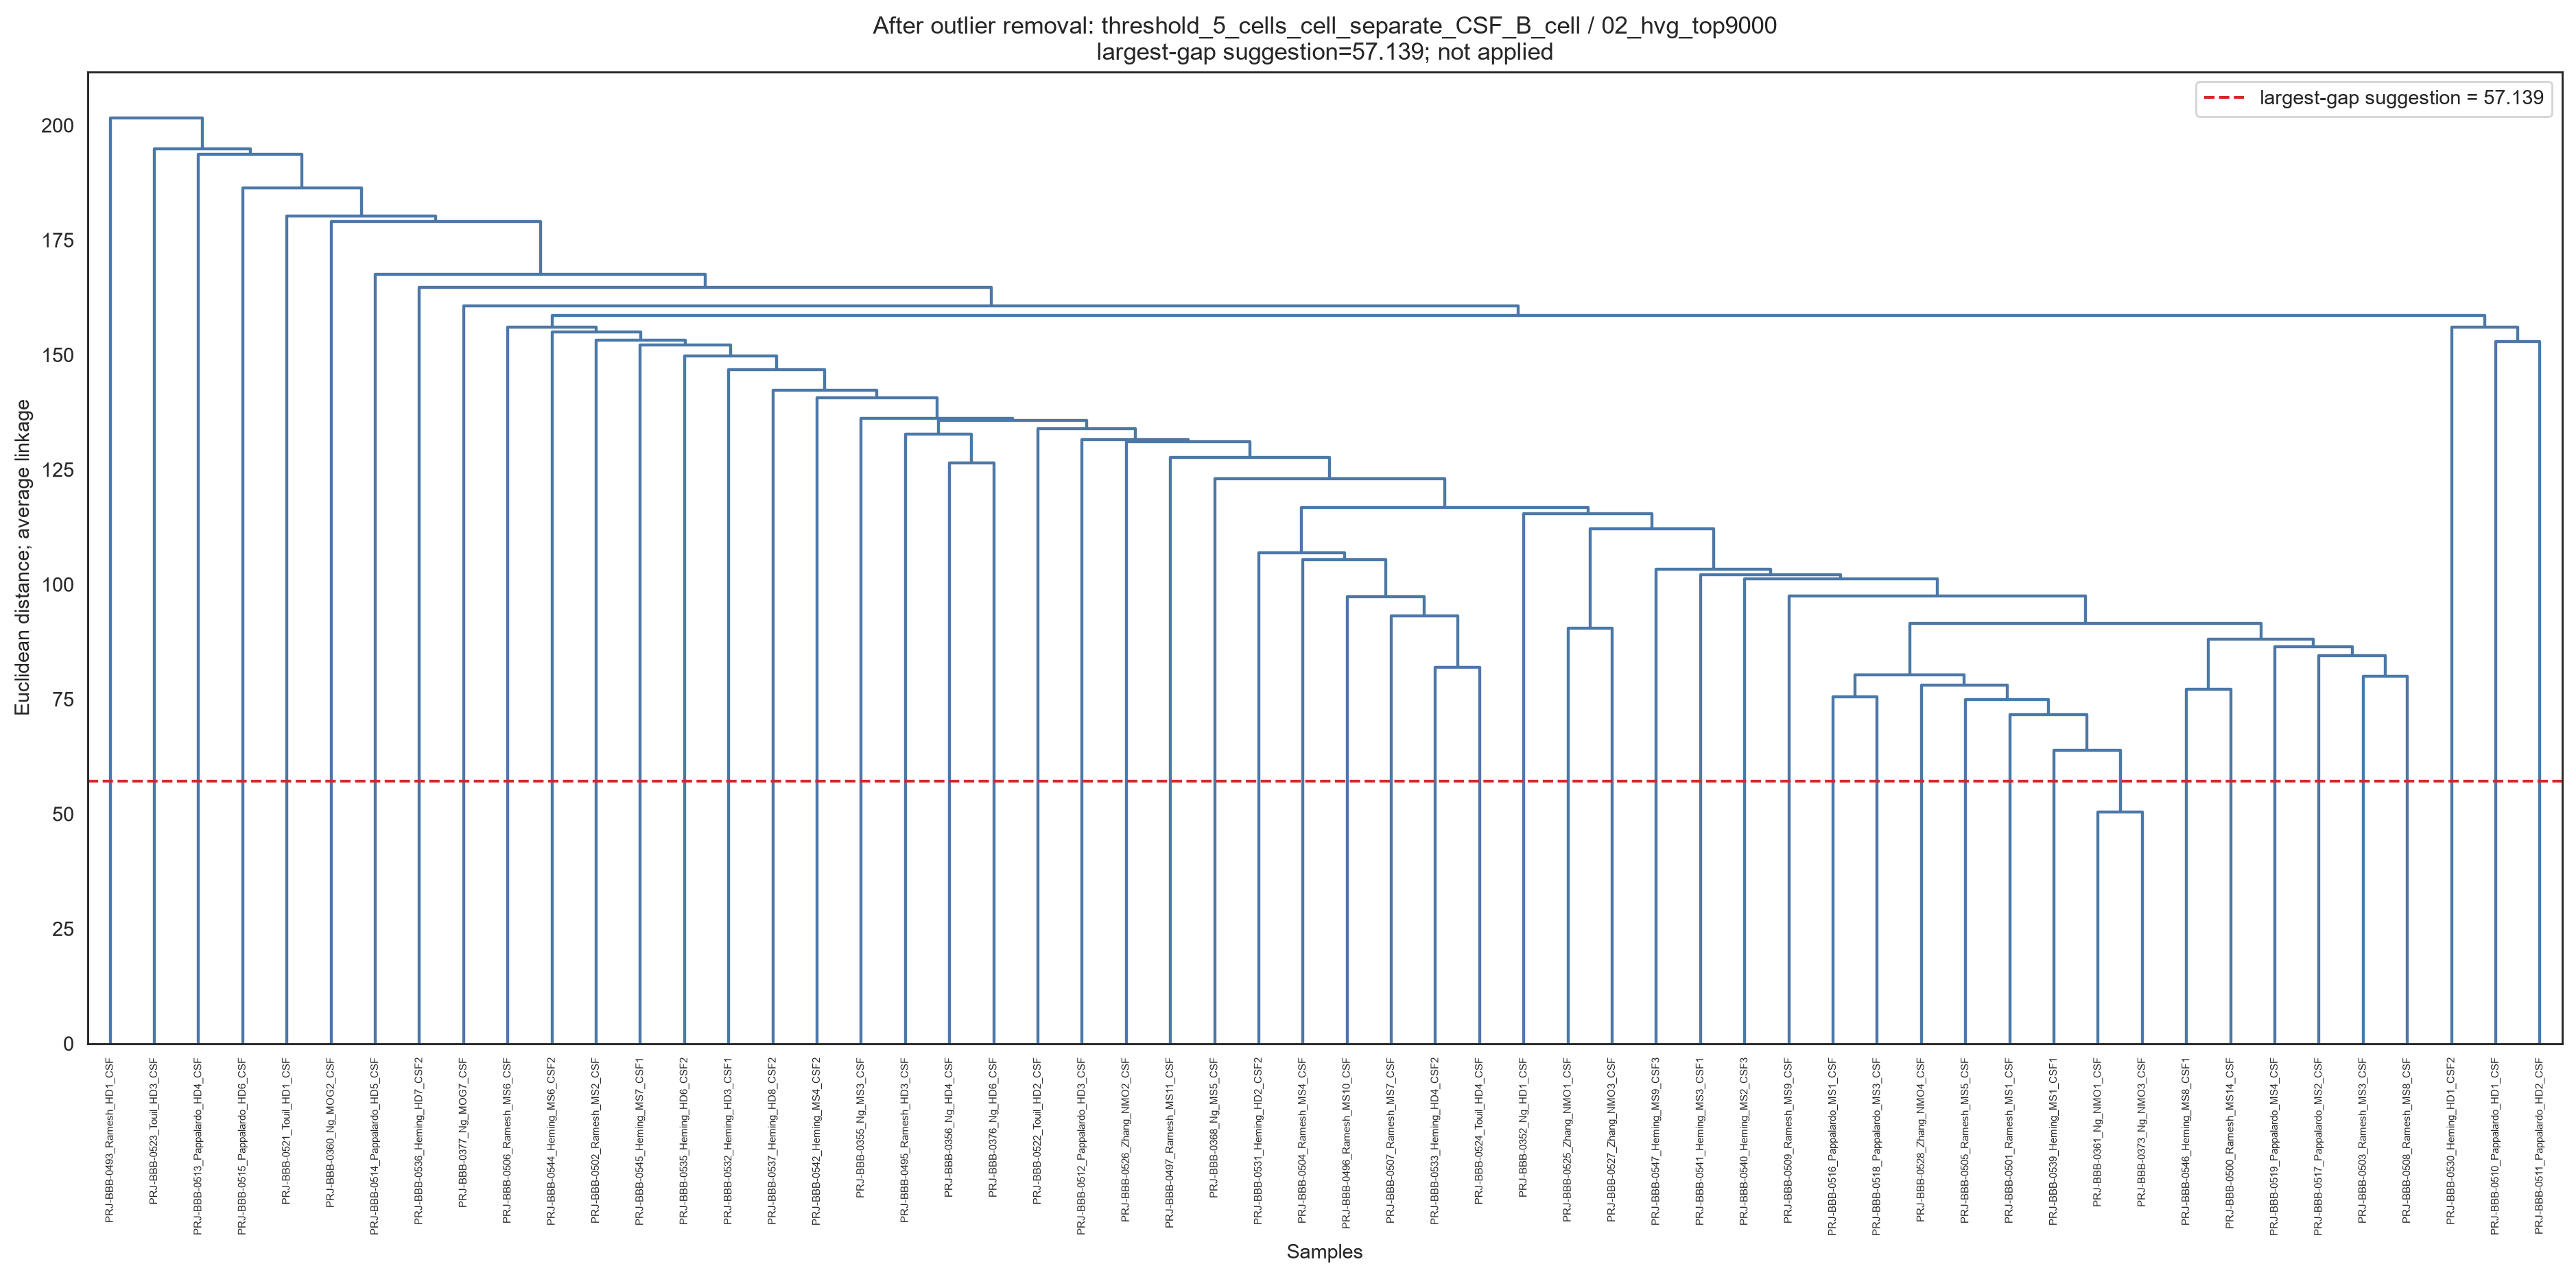 After outlier removal: threshold_5_cells_cell_separate_CSF_B_cell / 02_hvg_top9000
largest-gap suggestion=57.139; not applied
largest-gap suggestion = 57.139
Euclidean distance; average linkage
200
175
150
125
100
75
50
25
0
PRJ-BBB-0493_Ramesh_HD1_CSF
PRJ-BBB-0523_Touil_HD3_CSF
PRJ-BBB-0513_Pappalardo_HD4_CSF
PRJ-BBB-0515_Pappalardo_HD6_CSF
PRJ-BBB-0521_Touil_HD1_CSF
PRJ-BBB-0360_Ng_MOG2_CSF
PRJ-BBB-0514_Pappalardo_HD5_CSF
PRJ-BBB-0536_Heming_HD7_CSF2
PRJ-BBB-0377_Ng_MOG7_CSF
PRJ-BBB-0506_Ramesh_MS6_CSF
PRJ-BBB-0544_Heming_MS6_CSF2
PRJ-BBB-0502_Ramesh_MS2_CSF
PRJ-BBB-0545_Heming_MS7_CSF1
PRJ-BBB-0535_Heming_HD6_CSF2
PRJ-BBB-0532_Heming_HD3_CSF1
PRJ-BBB-0537_Heming_HD8_CSF2
PRJ-BBB-0542_Heming_MS4_CSF2
PRJ-BBB-0355_Ng_MS3_CSF
PRJ-BBB-0495_Ramesh_HD3_CSF
PRJ-BBB-0356_Ng_HD4_CSF
PRJ-BBB-0376_Ng_HD6_CSF
PRJ-BBB-0522_Touil_HD2_CSF
PRJ-BBB-0512_Pappalardo_HD3_CSF
PRJ-BBB-0526_Zhang_NMO2_CSF
PRJ-BBB-0497_Ramesh_MS11_CSF
PRJ-BBB-0368_Ng_MS5_CSF
PRJ-BBB-0531_Heming_HD2_CSF2
PRJ-BBB-0504_Ramesh_MS4_CSF
PRJ-BBB-0496_Ramesh_MS10_CSF
PRJ-BBB-0507_Ramesh_MS7_CSF
PRJ-BBB-0533_Heming_HD4_CSF2
PRJ-BBB-0524_Touil_HD4_CSF
PRJ-BBB-0352_Ng_HD1_CSF
PRJ-BBB-0525_Zhang_NMO1_CSF
PRJ-BBB-0527_Zhang_NMO3_CSF
PRJ-BBB-0547_Heming_MS9_CSF3
PRJ-BBB-0541_Heming_MS3_CSF1
PRJ-BBB-0540_Heming_MS2_CSF3
PRJ-BBB-0509_Ramesh_MS9_CSF
PRJ-BBB-0516_Pappalardo_MS1_CSF
PRJ-BBB-0518_Pappalardo_MS3_CSF
PRJ-BBB-0528_Zhang_NMO4_CSF
PRJ-BBB-0505_Ramesh_MS5_CSF
PRJ-BBB-0501_Ramesh_MS1_CSF
PRJ-BBB-0539_Heming_MS1_CSF1
PRJ-BBB-0361_Ng_NMO1_CSF
PRJ-BBB-0373_Ng_NMO3_CSF
PRJ-BBB-0546_Heming_MS8_CSF1
PRJ-BBB-0500_Ramesh_MS14_CSF
PRJ-BBB-0519_Pappalardo_MS4_CSF
PRJ-BBB-0517_Pappalardo_MS2_CSF
PRJ-BBB-0503_Ramesh_MS3_CSF
PRJ-BBB-0508_Ramesh_MS8_CSF
PRJ-BBB-0530_Heming_HD1_CSF2
PRJ-BBB-0510_Pappalardo_HD1_CSF
PRJ-BBB-0511_Pappalardo_HD2_CSF
Samples